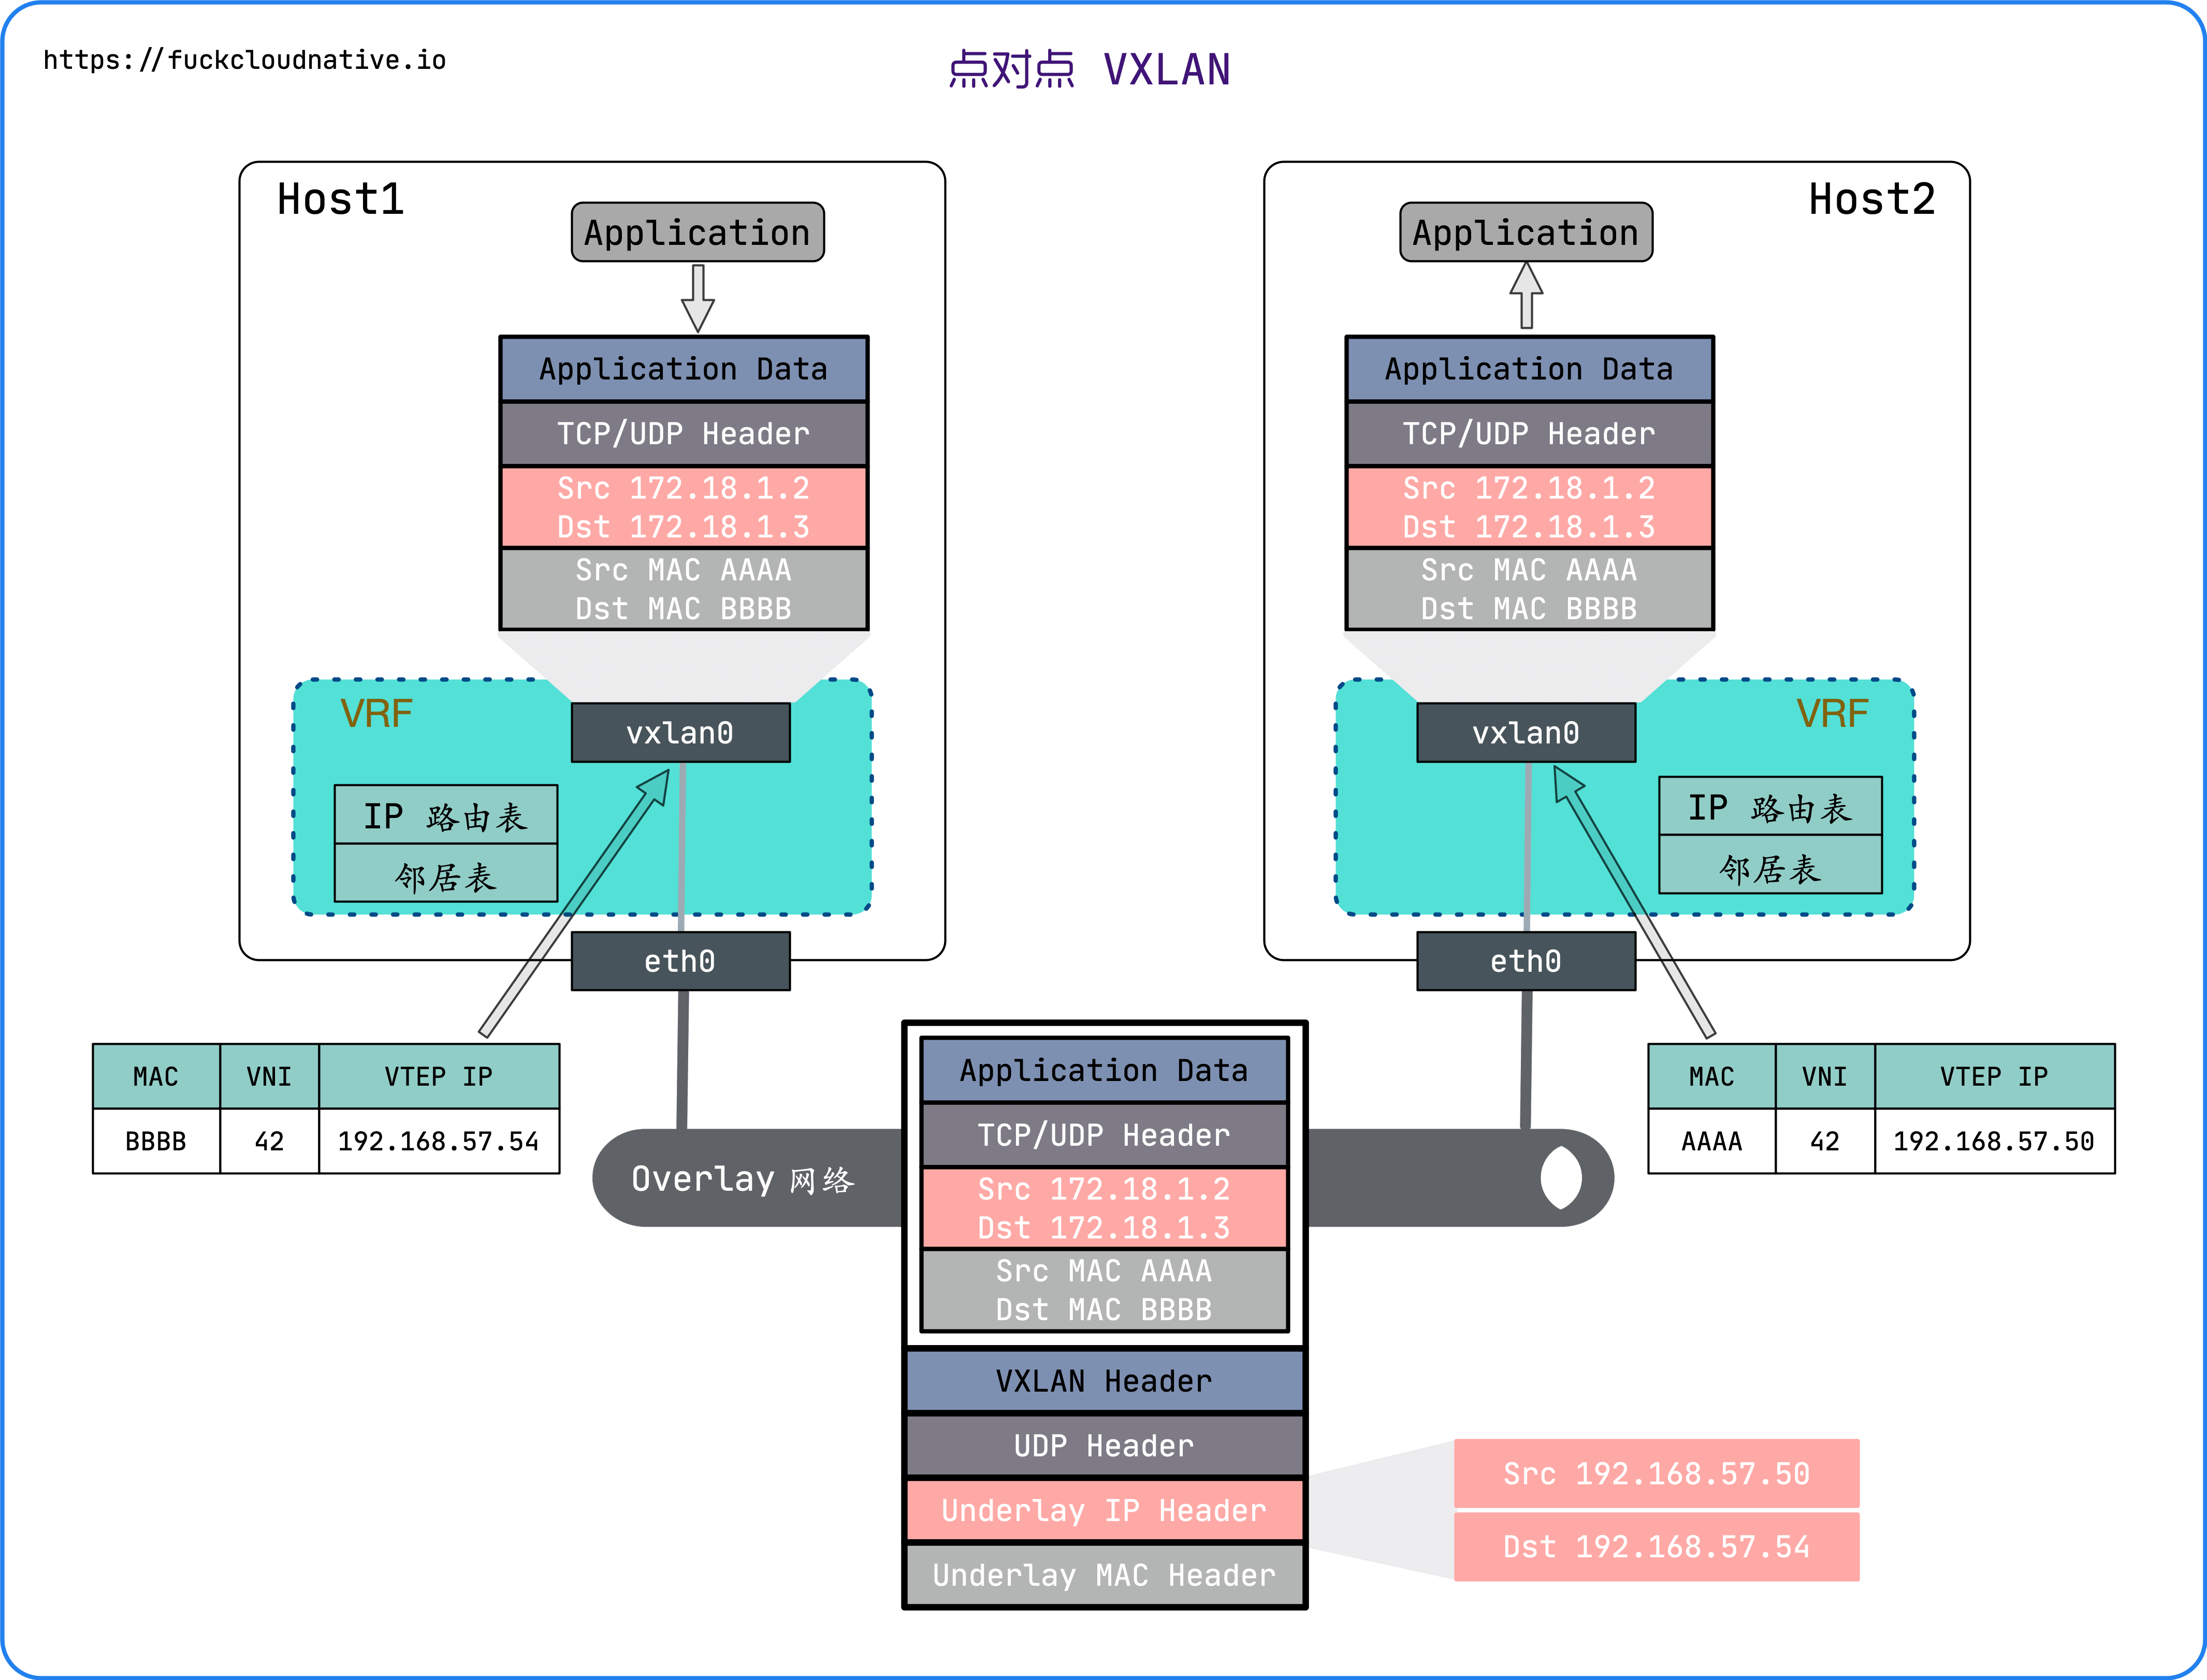 https://fuckcloudnative.io
点对点 VXLAN
Host1
Application
Application Data
TCP/UDP Header
Src 172.18.1.2
Dst 172.18.1.3
Src MAC AAAA
Dst MAC BBBB
VRF
vxlan0
IP 路由表
邻居表
eth0
MAC VNI VTEP IP
BBBB 42 192.168.57.54
Host2
Application
Application Data
TCP/UDP Header
Src 172.18.1.2
Dst 172.18.1.3
Src MAC AAAA
Dst MAC BBBB
vxlan0
VRF
IP 路由表
邻居表
eth0
MAC VNI VTEP IP
AAAA 42 192.168.57.50
Overlay 网络
Application Data
TCP/UDP Header
Src 172.18.1.2
Dst 172.18.1.3
Src MAC AAAA
Dst MAC BBBB
VXLAN Header
UDP Header
Underlay IP Header
Underlay MAC Header
Src 192.168.57.50
Dst 192.168.57.54